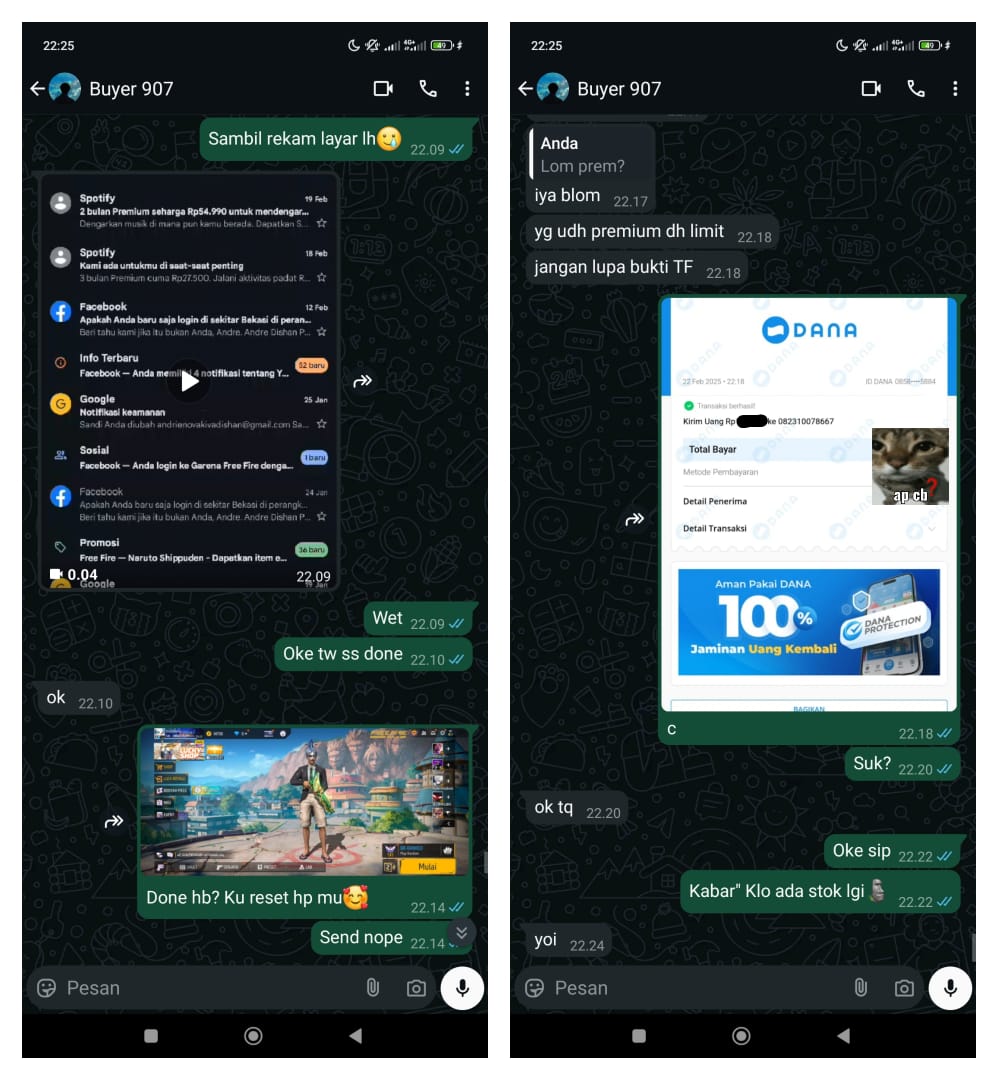 22:25
4G+
49
Buyer 907
Sambil rekam layar lh
22.09
Spotify
19 Feb
2 bulan Premium seharga Rp54.990 untuk mendengar...
Dengarkan musik di mana pun kamu berada. Dapatkan S...
Spotify
18 Feb
Kami ada untukmu di saat-saat penting
3 bulan Premium cuma Rp27.500. Jalani aktivitas padat R...
Facebook
12 Feb
Apakah Anda baru saja login di sekitar Bekasi di peran...
Beri tahu kami jika itu bukan Anda, Andre. Andre Dishan P...
Info Terbaru
52 baru
Facebook — Anda memiliki 4 notifikasi tentang Y...
Google
25 Jan
Notifikasi keamanan
Sandi Anda diubah andrienovakivadishan@gmail.com Sa...
Sosial
1 baru
Facebook — Anda login ke Garena Free Fire denga...
Facebook
24 Jan
Apakah Anda baru saja login di sekitar Bekasi di perangk...
Beri tahu kami jika itu bukan Anda, Andre. Andre Dishan P...
Promosi
36 baru
Free Fire — Naruto Shippuden - Dapatkan item e...
Google
19 Jan
0.04
22.09
Wet
22.09
Oke tw ss done
22.10
ok
22.10
LUCKY
SHOP
Mulai
Done hb? Ku reset hp mu
22.14
Send nope
22.14
Pesan
22:25
4G+
49
Buyer 907
Anda
Lom prem?
iya blom
22.17
yg udh premium dh limit
22.18
jangan lupa bukti TF
22.18
DANA
22 Feb 2025 • 22.18
ID DANA 0858····5884
Transaksi berhasil!
Kirim Uang Rp ke 082310078667
Total Bayar
Metode Pembayaran
Detail Penerima
Detail Transaksi
ap cb?
Aman Pakai DANA
100%
Jaminan Uang Kembali
DANA
PROTECTION
BAGIKAN
c
22.18
Suk?
22.20
ok tq
22.20
Oke sip
22.22
Kabar" Klo ada stok lgi
22.22
yoi
22.24
Pesan